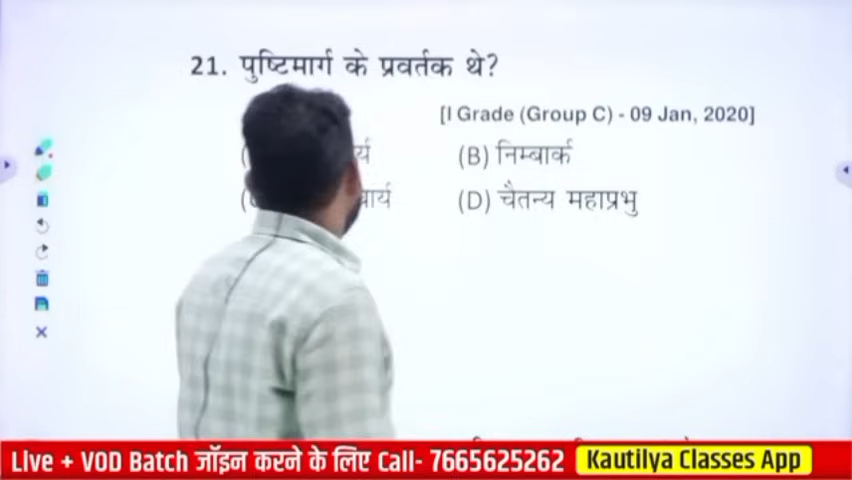 21. पुष्टिमार्ग के प्रवर्तक थे?
[I Grade (Group C) - 09 Jan, 2020]
(B) निम्बार्क
(D) चैतन्य महाप्रभु
LIve + VOD Batch जॉइन करने के लिए Call- 7665625262 Kautilya Classes App